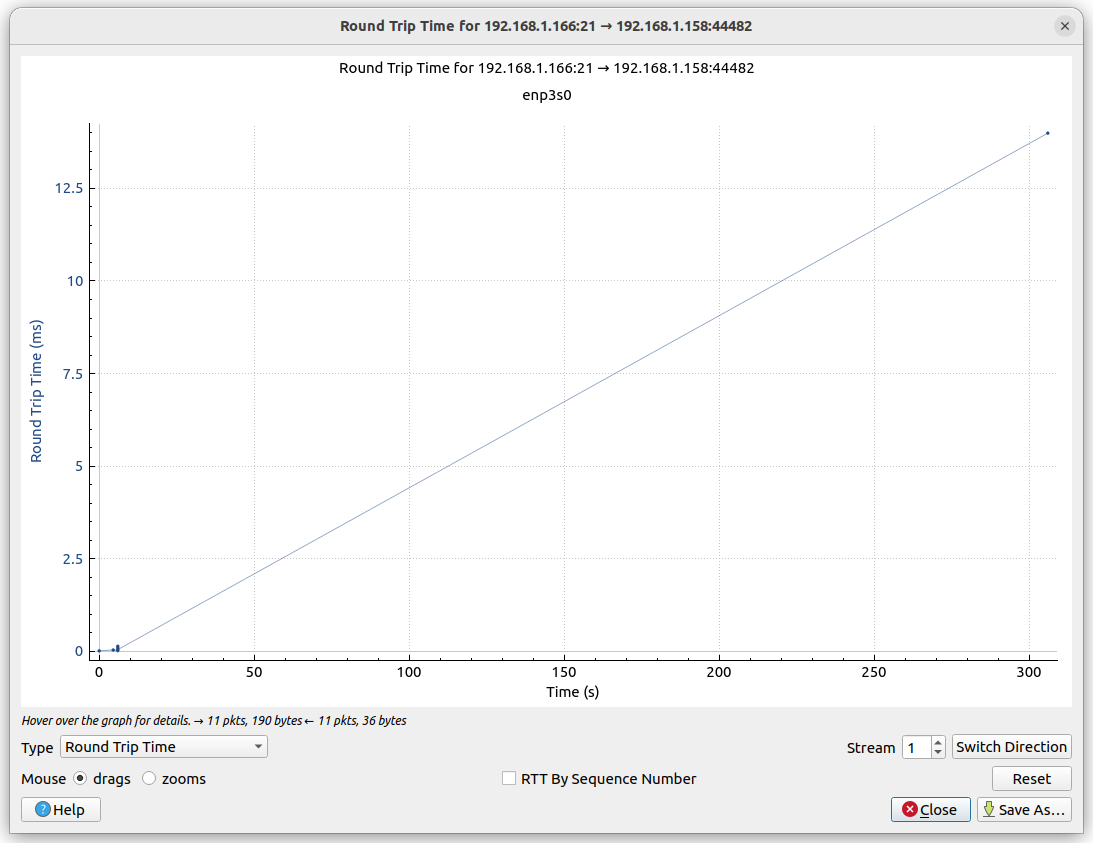 Round Trip Time for 192.168.1.166:21 → 192.168.1.158:44482
Round Trip Time for 192.168.1.166:21 → 192.168.1.158:44482
enp3s0
12.5
10
7.5
5
2.5
0
Round Trip Time (ms)
0 50 100 150 200 250 300
Time (s)
Hover over the graph for details. → 11 pkts, 190 bytes ← 11 pkts, 36 bytes
Type Round Trip Time Stream 1 Switch Direction
Mouse drags zooms RTT By Sequence Number Reset
Help Close Save As…